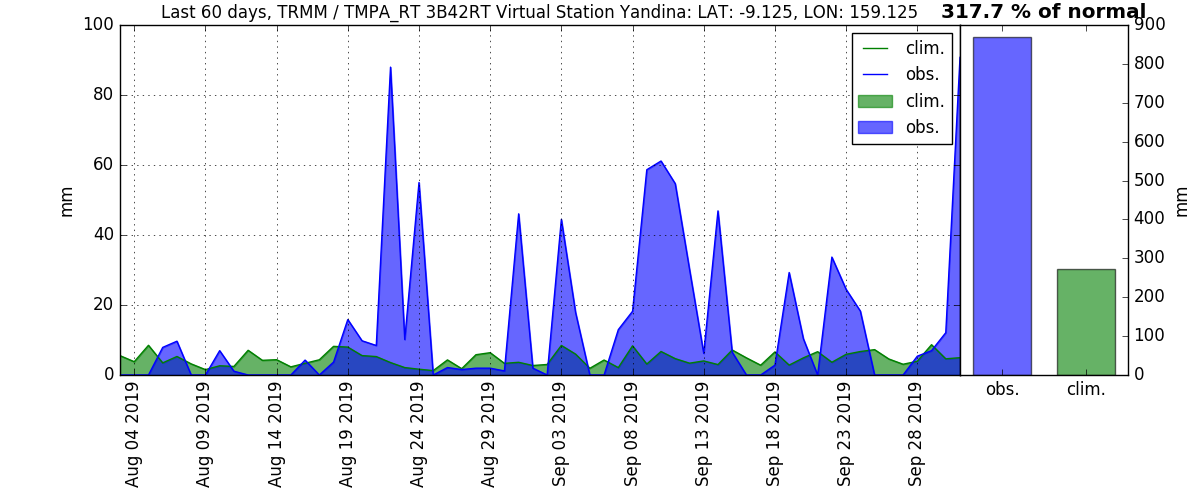 Last 60 days, TRMM / TMPA_RT 3B42RT Virtual Station Yandina: LAT: -9.125, LON: 159.125
317.7 % of normal
100
80
60
40
20
0
mm
clim.
obs.
clim.
obs.
900
800
700
600
500
400
300
200
100
0
mm
Aug 04 2019
Aug 09 2019
Aug 14 2019
Aug 19 2019
Aug 24 2019
Aug 29 2019
Sep 03 2019
Sep 08 2019
Sep 13 2019
Sep 18 2019
Sep 23 2019
Sep 28 2019
obs.
clim.